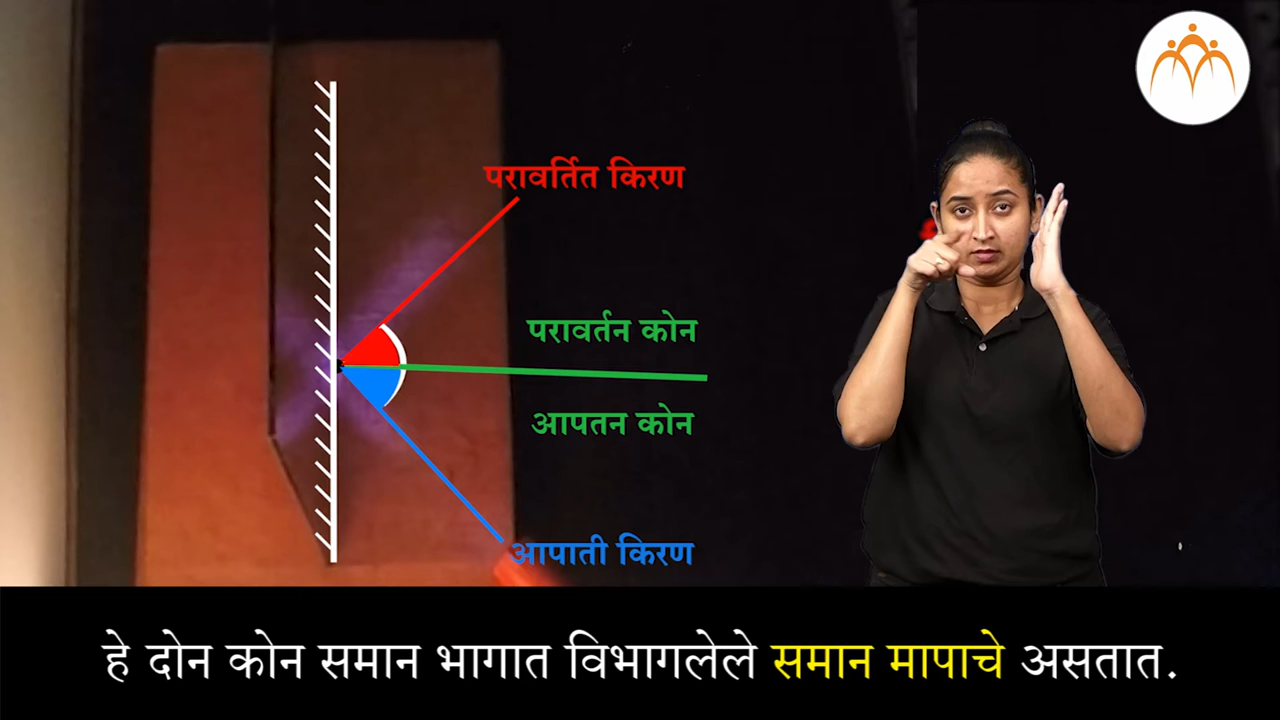 परावर्तित किरण
परावर्तन कोन
आपतन कोन
आपाती किरण
हे दोन कोन समान भागात विभागलेले समान मापाचे असतात.